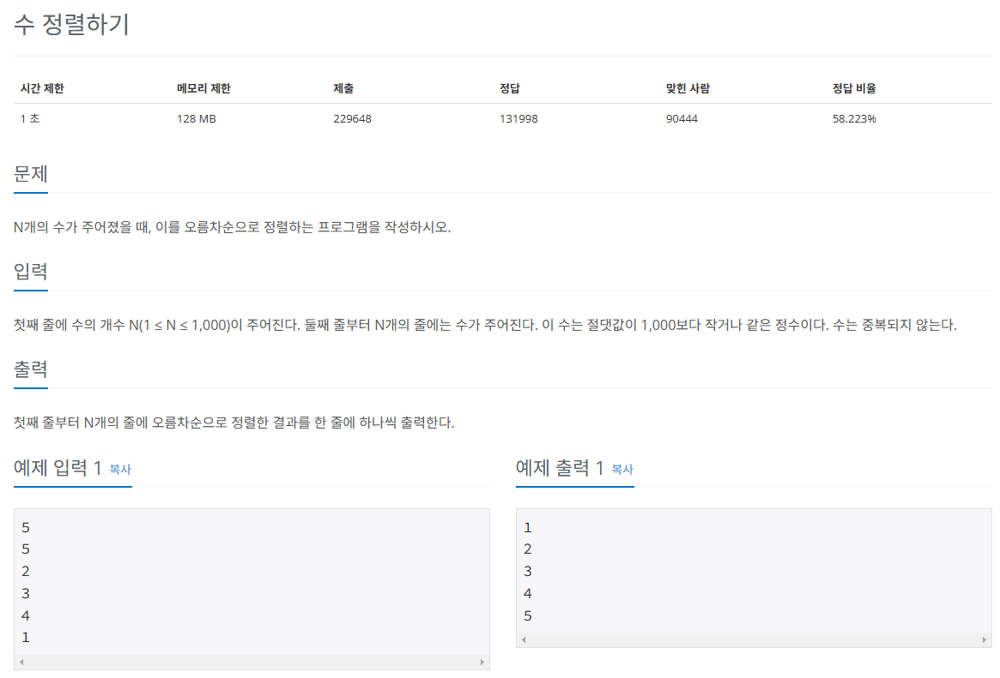 수 정렬하기
시간 제한 메모리 제한 제출 정답 맞힌 사람 정답 비율
1 초 128 MB 229648 131998 90444 58.223%
문제
N개의 수가 주어졌을 때, 이를 오름차순으로 정렬하는 프로그램을 작성하시오.
입력
첫째 줄에 수의 개수 N(1 ≤ N ≤ 1,000)이 주어진다. 둘째 줄부터 N개의 줄에는 수가 주어진다. 이 수는 절댓값이 1,000보다 작거나 같은 정수이다. 수는 중복되지 않는다.
출력
첫째 줄부터 N개의 줄에 오름차순으로 정렬한 결과를 한 줄에 하나씩 출력한다.
예제 입력 1 복사
5
5
2
3
4
1
예제 출력 1 복사
1
2
3
4
5